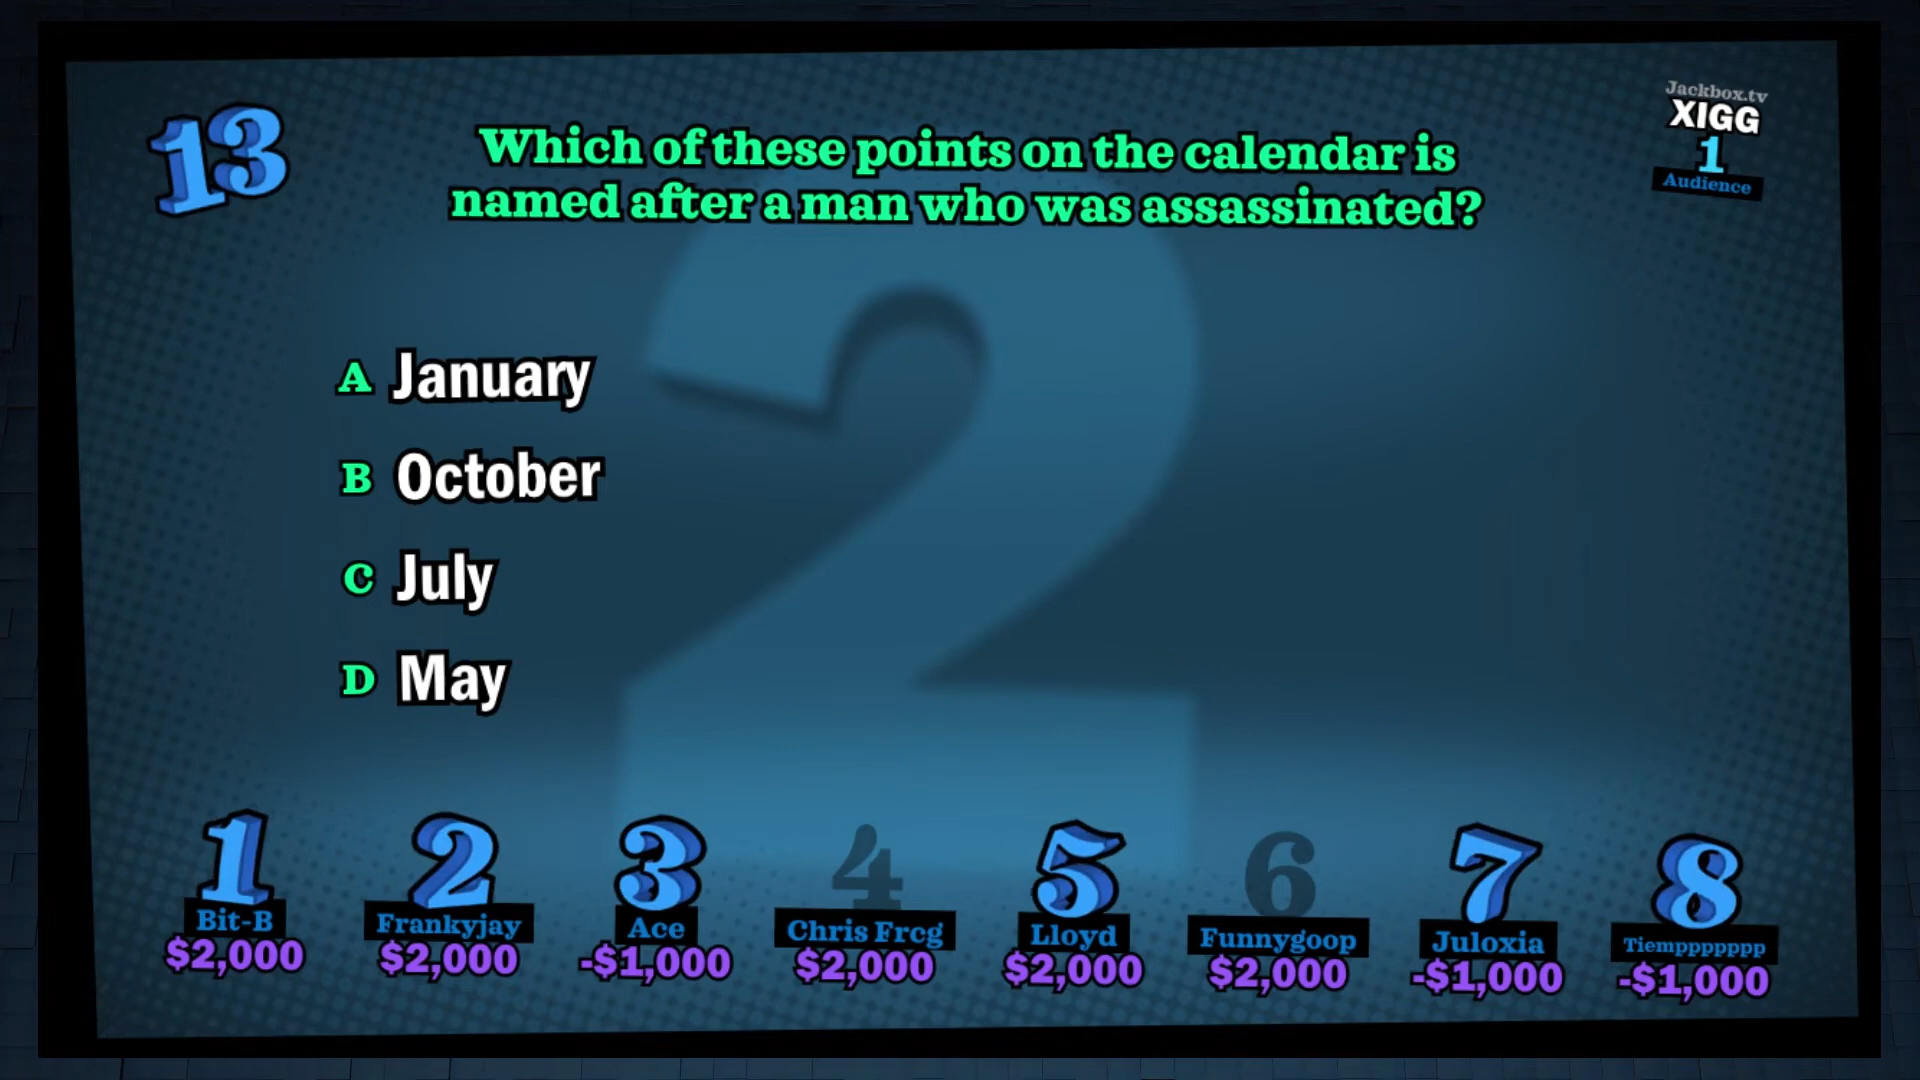 13
Which of these points on the calendar is
named after a man who was assassinated?
Jackbox.tv
XIGG
1
Audience
2
A January
B October
C July
D May
1 2 3 4 5 6 7 8
Bit-B Frankyjay Ace Chris Frcg Lloyd Funnygoop Juloxia Tiemppppppp
$2,000 $2,000 -$1,000 $2,000 $2,000 $2,000 -$1,000 -$1,000